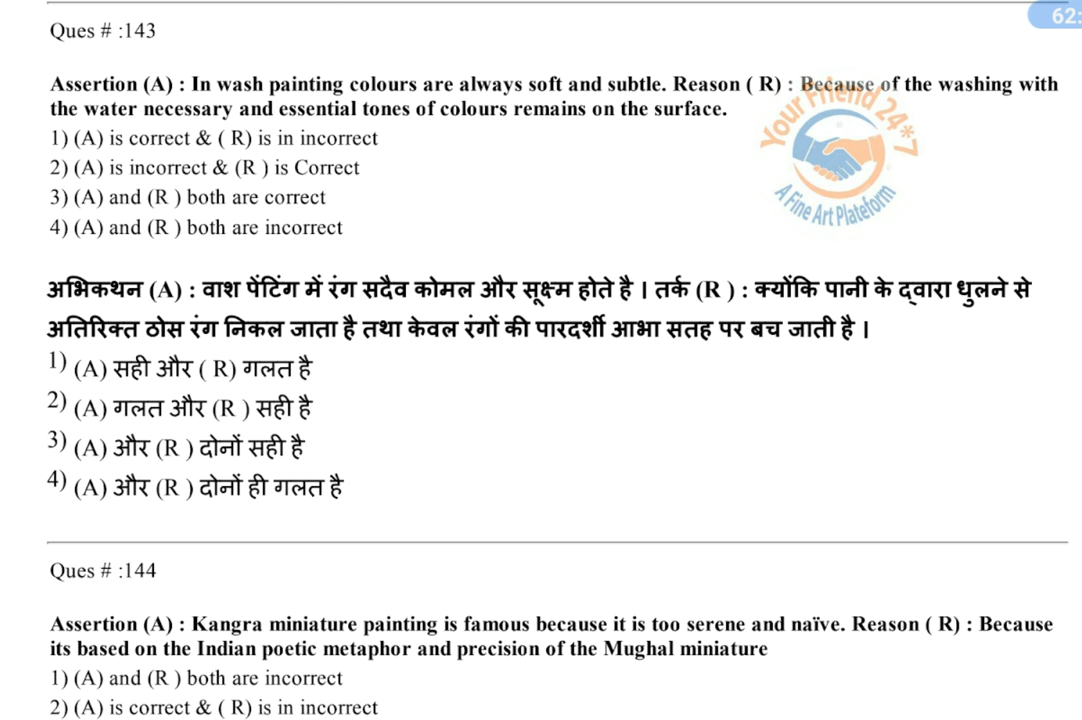 62:
Ques # :143
Assertion (A) : In wash painting colours are always soft and subtle. Reason ( R) : Because of the washing with
the water necessary and essential tones of colours remains on the surface.
1) (A) is correct & ( R) is in incorrect
2) (A) is incorrect & (R ) is Correct
3) (A) and (R ) both are correct
4) (A) and (R ) both are incorrect
Your Friend 24*7
A Fine Art Plateform
अभिकथन (A) : वाश पेंटिंग में रंग सदैव कोमल और सूक्ष्म होते है । तर्क (R ) : क्योंकि पानी के द्वारा धुलने से
अतिरिक्त ठोस रंग निकल जाता है तथा केवल रंगों की पारदर्शी आभा सतह पर बच जाती है ।
1) (A) सही और ( R) गलत है
2) (A) गलत और (R ) सही है
3) (A) और (R ) दोनों सही है
4) (A) और (R ) दोनों ही गलत है
Ques # :144
Assertion (A) : Kangra miniature painting is famous because it is too serene and naïve. Reason ( R) : Because
its based on the Indian poetic metaphor and precision of the Mughal miniature
1) (A) and (R ) both are incorrect
2) (A) is correct & ( R) is in incorrect